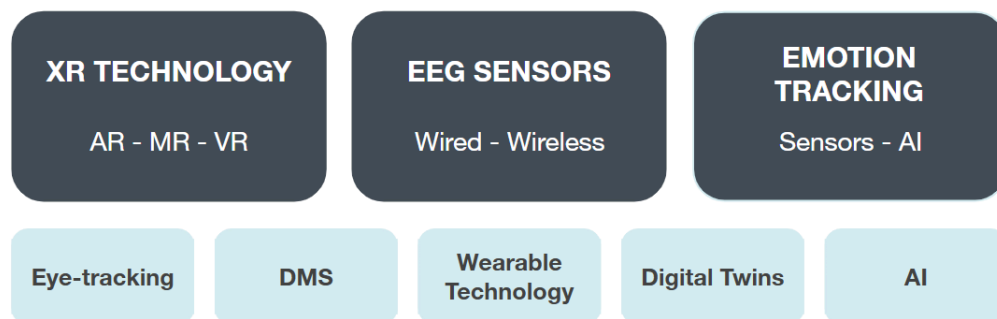 XR TECHNOLOGY
AR - MR - VR
EEG SENSORS
Wired - Wireless
EMOTION
TRACKING
Sensors - AI
Eye-tracking
DMS
Wearable
Technology
Digital Twins
AI